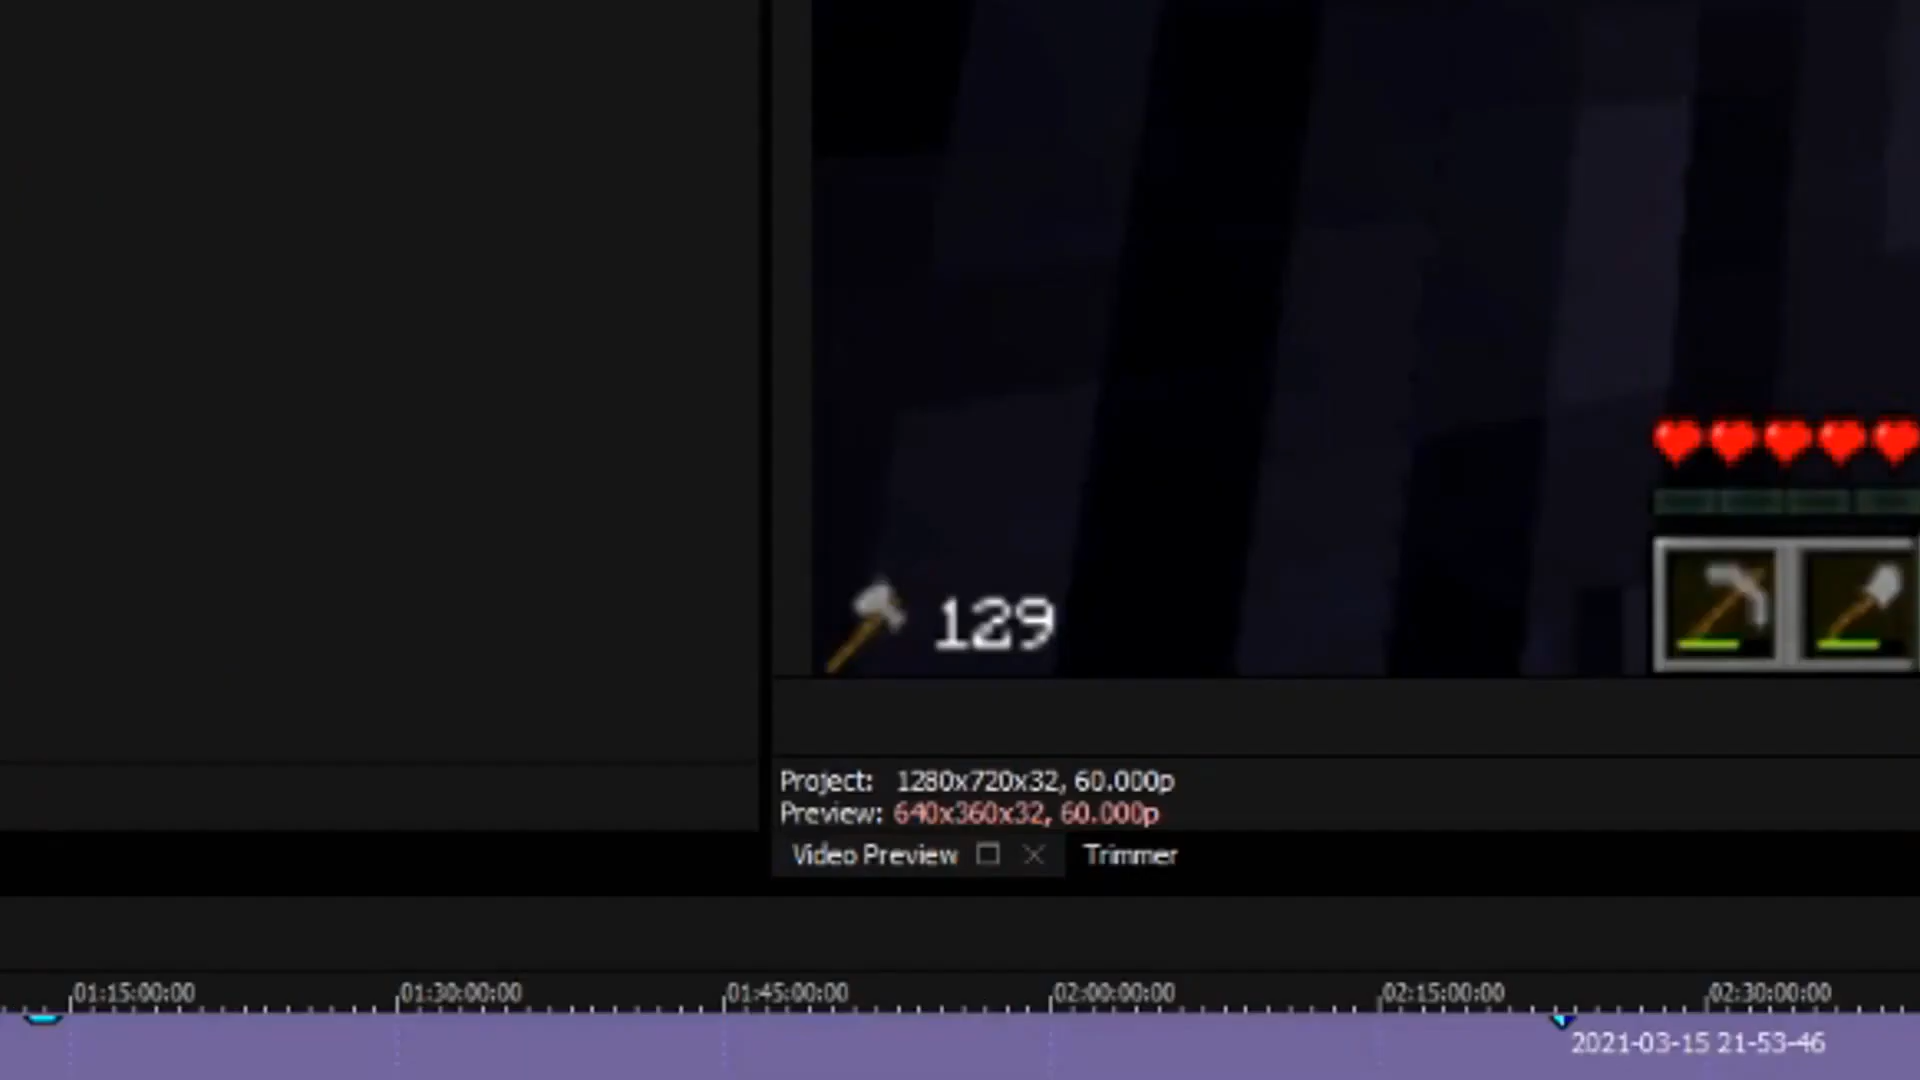 129
Project: 1280x720x32, 60.000p
Preview: 640x360x32, 60.000p
Video Preview Trimmer
01:15:00:00 01:30:00:00 01:45:00:00 02:00:00:00 02:15:00:00 02:30:00:00
2021-03-15 21-53-46